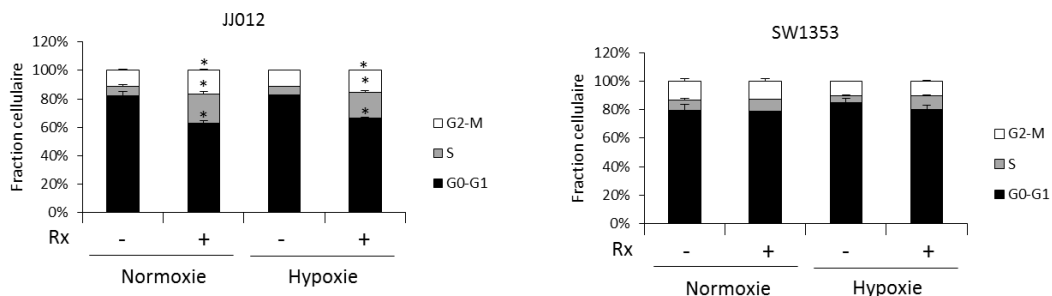 JJ012
Fraction cellulaire
120%
100%
80%
60%
40%
20%
0%
* *
* *
* *
G2-M
S
G0-G1
Rx - + - +
Normoxie Hypoxie
SW1353
Fraction cellulaire
120%
100%
80%
60%
40%
20%
0%
G2-M
S
G0-G1
Rx - + - +
Normoxie Hypoxie